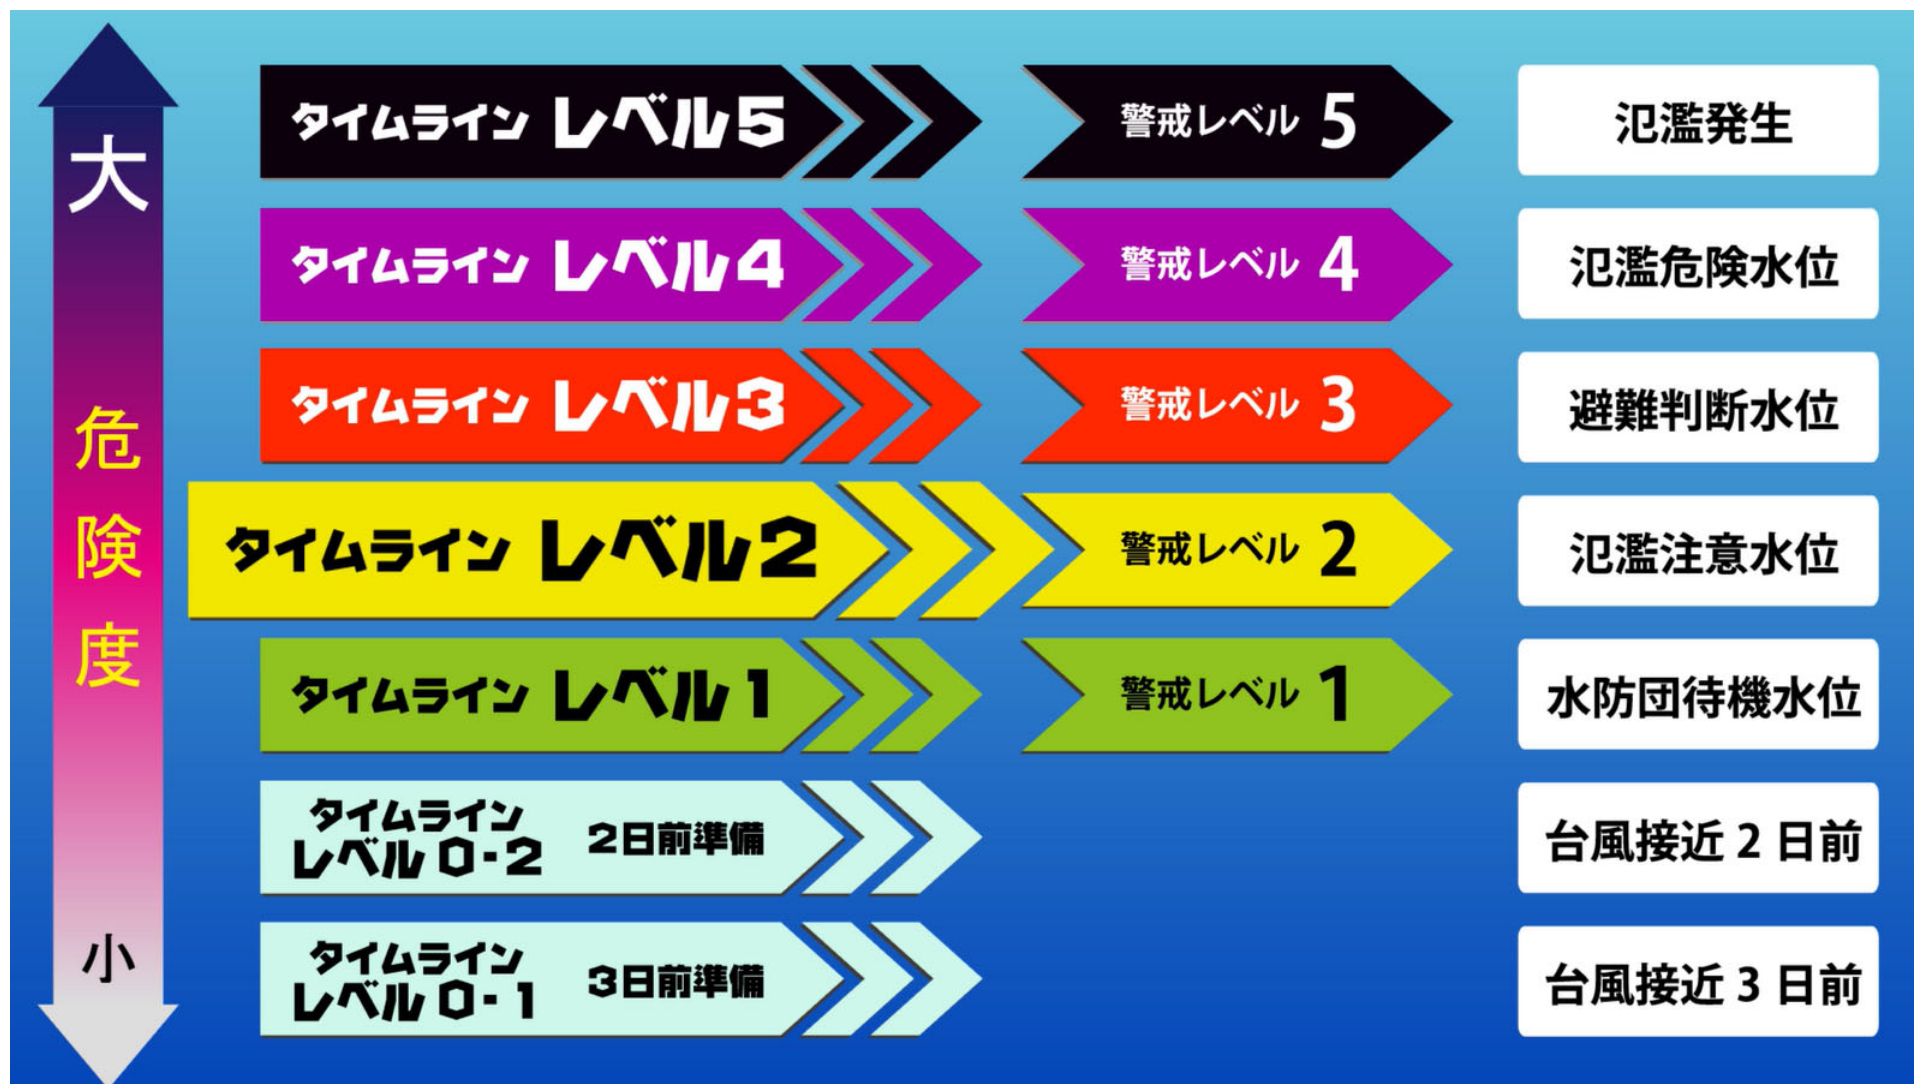 大
危
険
度
小
タイムライン レベル5 警戒レベル 5 氾濫発生
タイムライン レベル4 警戒レベル 4 氾濫危険水位
タイムライン レベル3 警戒レベル 3 避難判断水位
タイムライン レベル2 警戒レベル 2 氾濫注意水位
タイムライン レベル1 警戒レベル 1 水防団待機水位
タイムライン
レベル0-2 2日前準備 台風接近2日前
タイムライン
レベル0-1 3日前準備 台風接近3日前